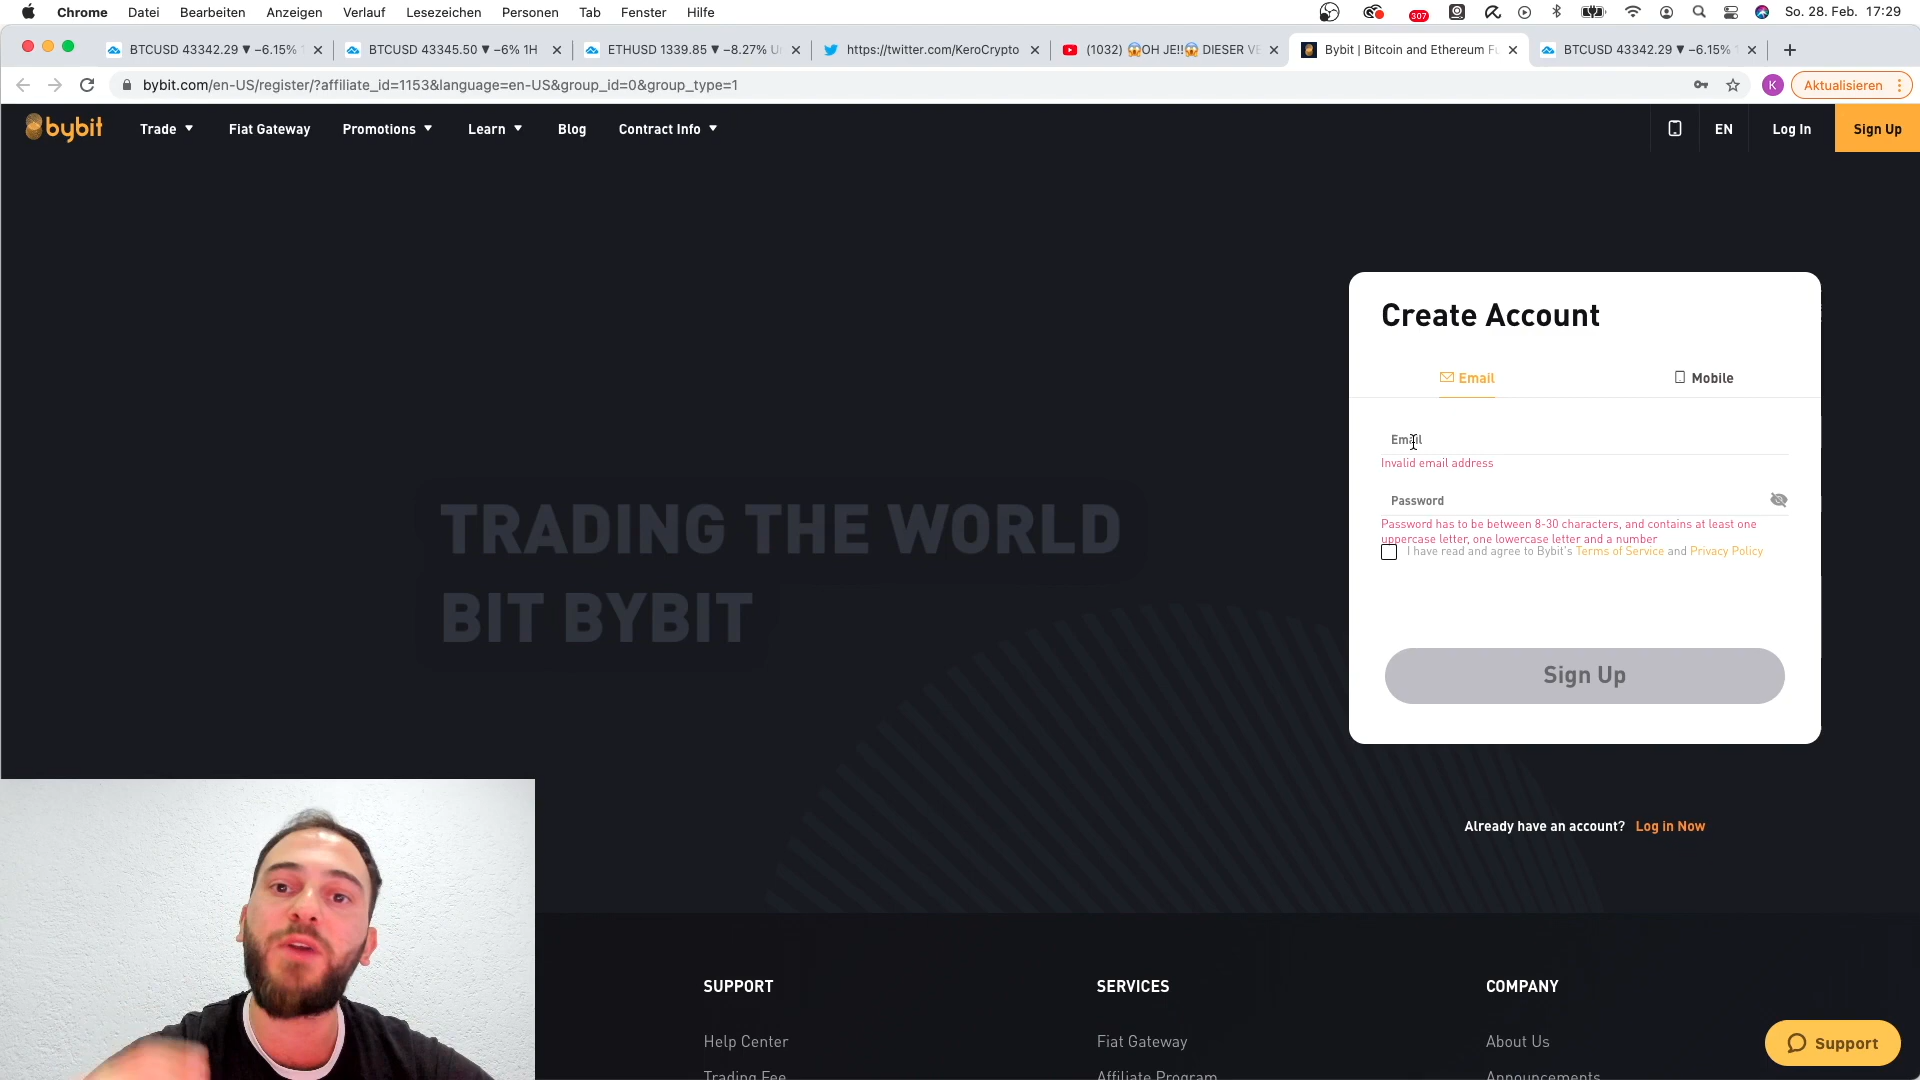 Chrome Datei Bearbeiten Anzeigen Verlauf Lesezeichen Personen Tab Fenster Hilfe
307
So. 28. Feb. 17:29
BTCUSD 43342.29 ▼ −6.15%
BTCUSD 43345.50 ▼ −6% 1H
ETHUSD 1339.85 ▼ −8.27%
https://twitter.com/KeroCrypto
(1032) 😱OH JE!!😱 DIESER
Bybit | Bitcoin and Ethereum
BTCUSD 43342.29 ▼ −6.15%
bybit.com/en-US/register/?affiliate_id=1153&language=en-US&group_id=0&group_type=1
K
Aktualisieren
bybit
Trade Fiat Gateway Promotions Learn Blog Contract Info
EN Log In Sign Up
Create Account
Email Mobile
Email
Invalid email address
Password
Password has to be between 8-30 characters, and contains at least one
uppercase letter, one lowercase letter and a number
I have read and agree to Bybit's Terms of Service and Privacy Policy
Sign Up
Already have an account? Log in Now
TRADING THE WORLD
BIT BYBIT
SUPPORT SERVICES COMPANY
Help Center Fiat Gateway About Us
Trading Fee Affiliate Program Announcements
Support